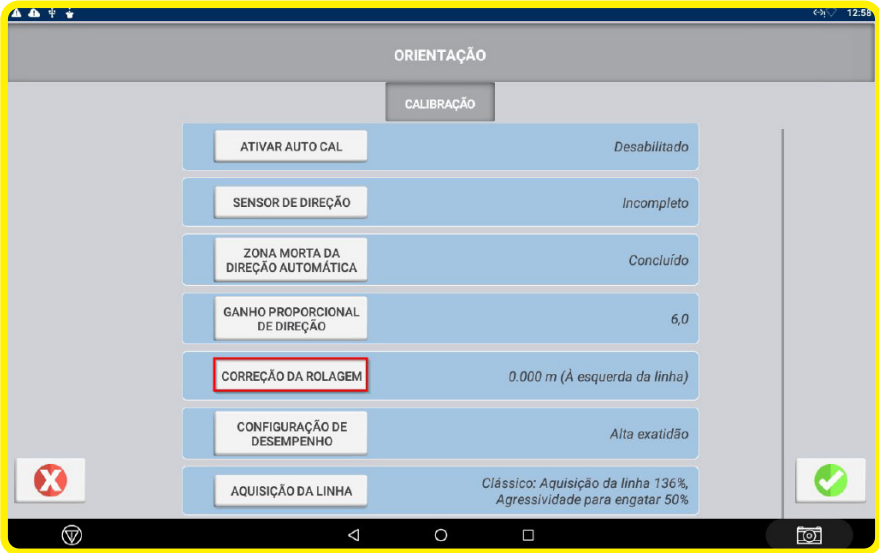 12:58
ORIENTAÇÃO
CALIBRAÇÃO
ATIVAR AUTO CAL
Desabilitado
SENSOR DE DIREÇÃO
Incompleto
ZONA MORTA DA
DIREÇÃO AUTOMÁTICA
Concluído
GANHO PROPORCIONAL
DE DIREÇÃO
6,0
CORREÇÃO DA ROLAGEM
0.000 m (À esquerda da linha)
CONFIGURAÇÃO DE
DESEMPENHO
Alta exatidão
AQUISIÇÃO DA LINHA
Clássico: Aquisição da linha 136%,
Agressividade para engatar 50%